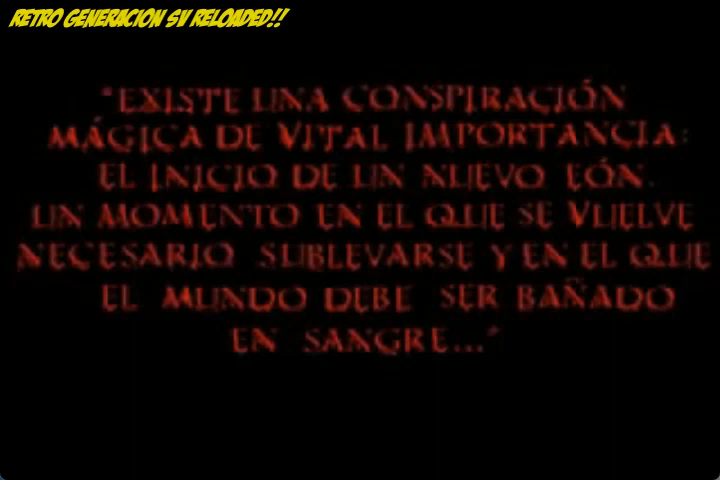 RETRO GENERACION SV RELOADED!!
"EXISTE UNA CONSPIRACIÓN
MÁGICA DE VITAL IMPORTANCIA:
EL INICIO DE UN NUEVO EÓN.
UN MOMENTO EN EL QUE SE VUELVE
NECESARIO SUBLEVARSE Y EN EL QUE
EL MUNDO DEBE SER BAÑADO
EN SANGRE..."